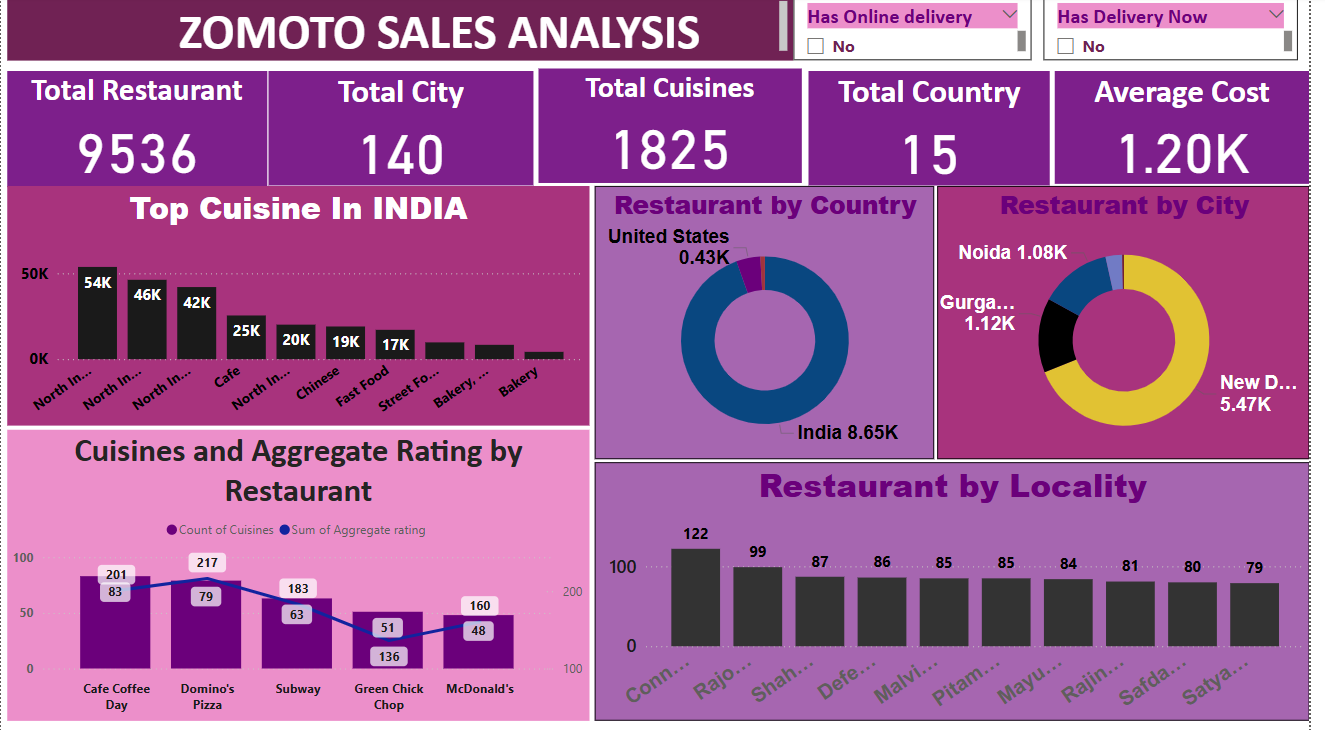 ZOMOTO SALES ANALYSIS
Has Online delivery
No
Has Delivery Now
No
Total Restaurant
9536
Total City
140
Total Cuisines
1825
Total Country
15
Average Cost
1.20K
Top Cuisine In INDIA
50K
0K
54K
46K
42K
25K
20K
19K
17K
North In...
North In...
North In...
Cafe
North In...
Chinese
Fast Food
Street Fo...
Bakery, ...
Bakery
Restaurant by Country
United States
0.43K
India 8.65K
Restaurant by City
Noida 1.08K
Gurga...
1.12K
New D...
5.47K
Cuisines and Aggregate Rating by
Restaurant
Count of Cuisines
Sum of Aggregate rating
100
50
0
200
100
201
83
217
79
183
63
51
136
160
48
Cafe Coffee
Day
Domino's
Pizza
Subway
Green Chick
Chop
McDonald's
Restaurant by Locality
100
0
122
99
87
86
85
85
84
81
80
79
Conn...
Rajo...
Shah...
Defe...
Malvi...
Pitam...
Mayu...
Rajin...
Safda...
Satya...